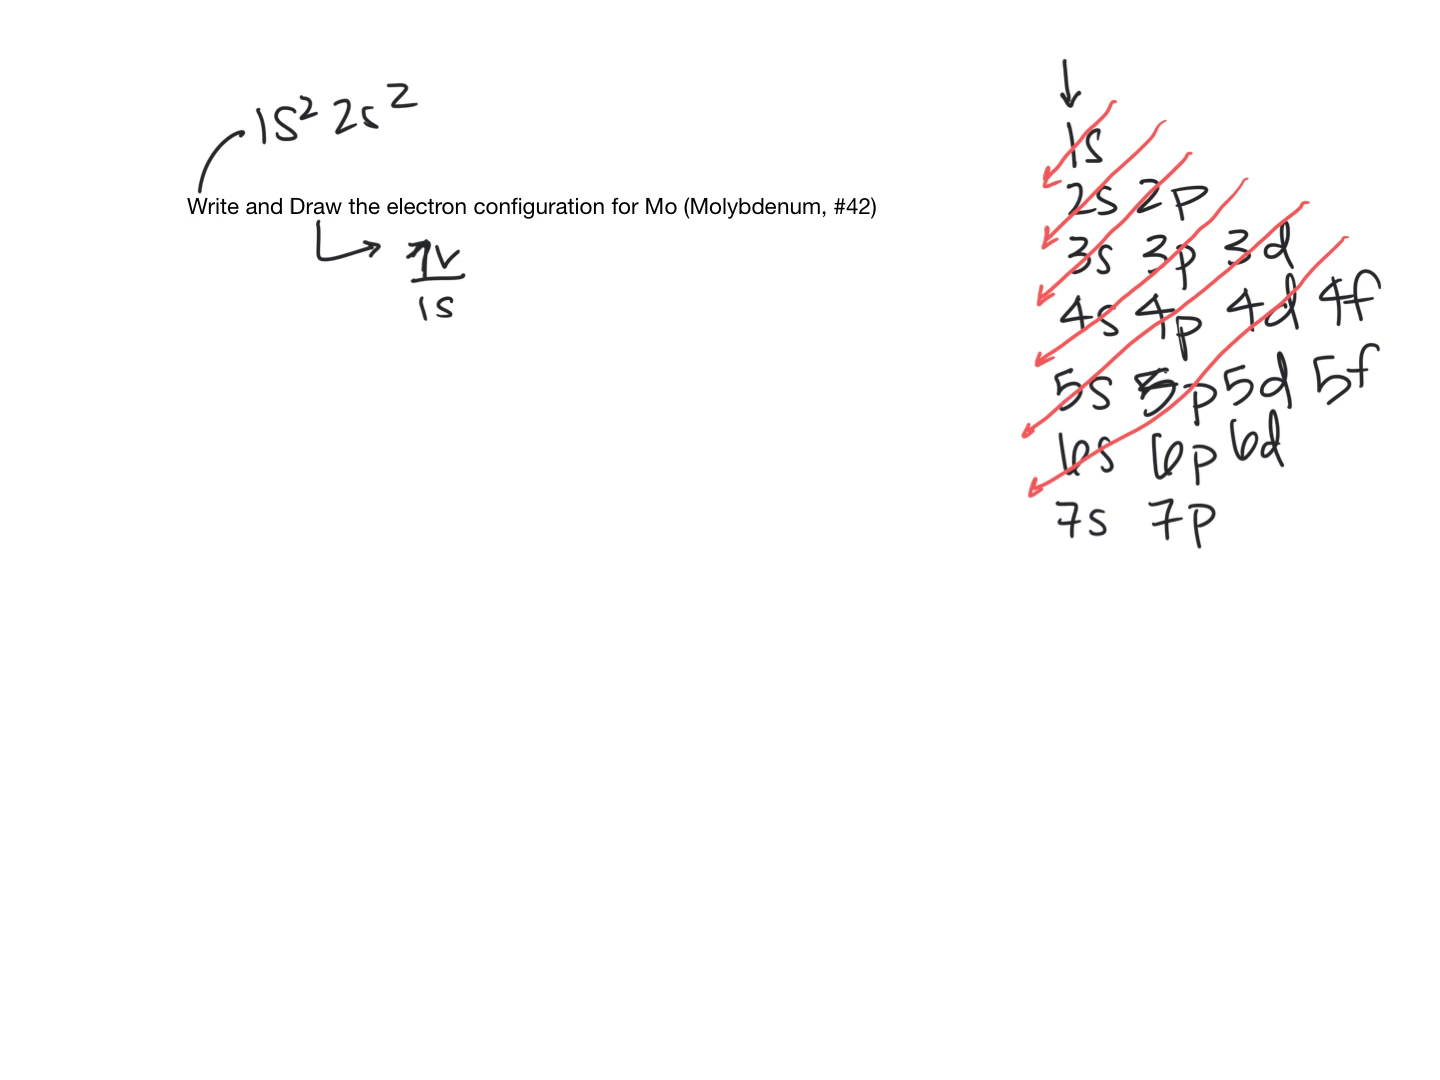 1s² 2s²
Write and Draw the electron configuration for Mo (Molybdenum, #42)
1s
1s
2s 2p
3s 3p 3d
4s 4p 4d 4f
5s 5p 5d 5f
6s 6p 6d
7s 7p